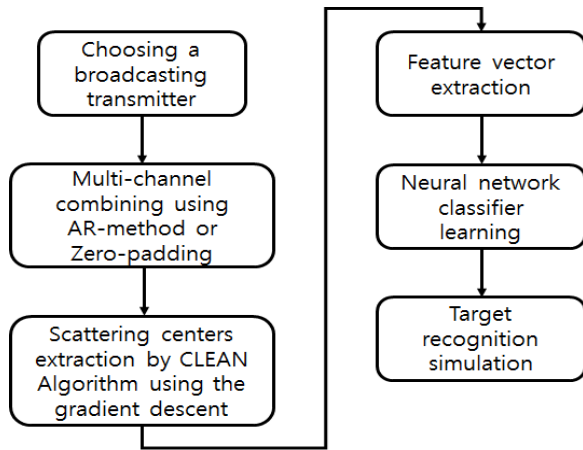 Choosing a
broadcasting
transmitter
Multi-channel
combining using
AR-method or
Zero-padding
Scattering centers
extraction by CLEAN
Algorithm using the
gradient descent
Feature vector
extraction
Neural network
classifier
learning
Target
recognition
simulation